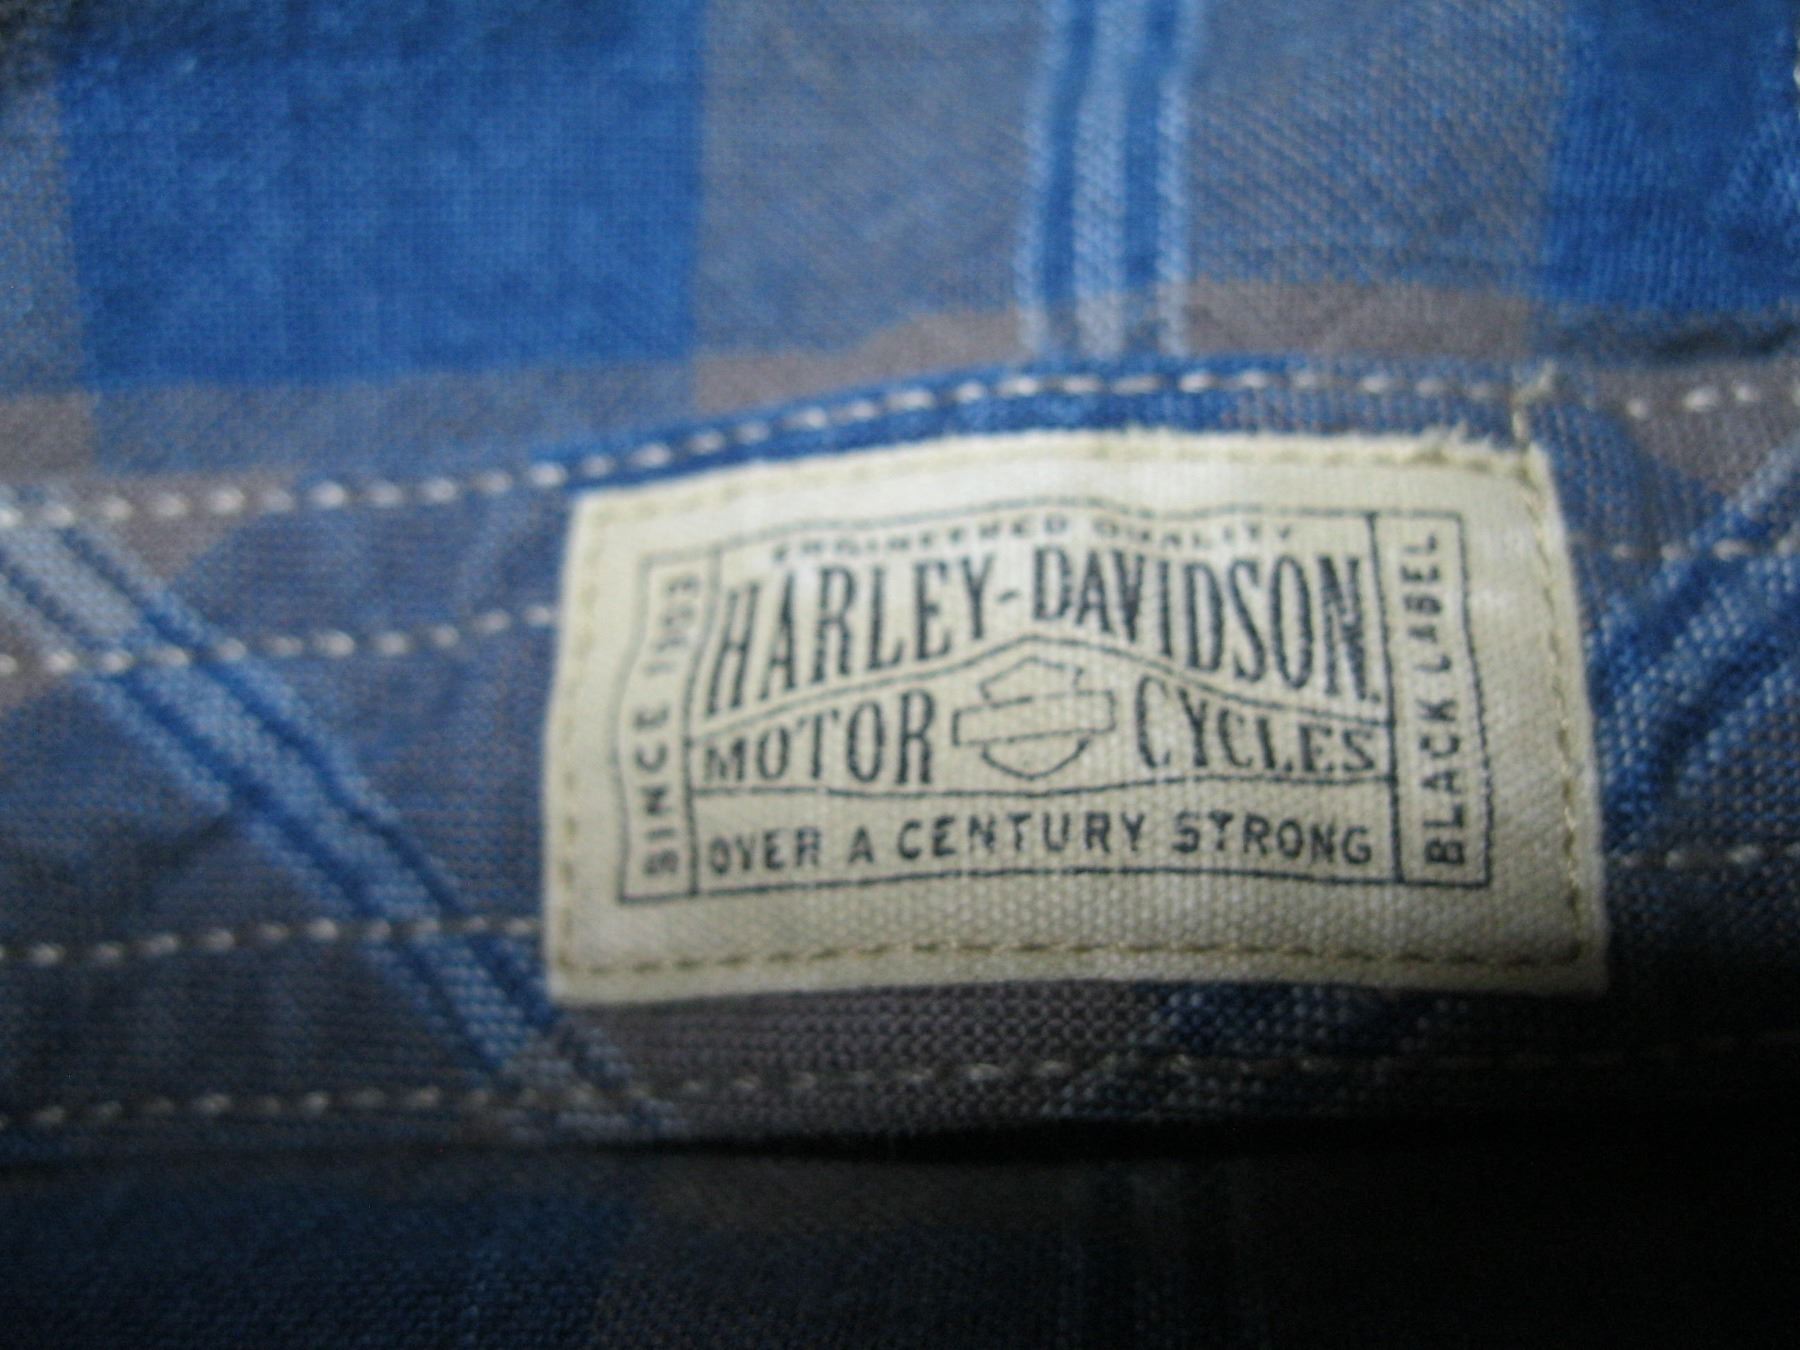 ENGINEERED QUALITY
HARLEY-DAVIDSON
MOTOR CYCLES
OVER A CENTURY STRONG
SINCE 1903
BLACK LABEL